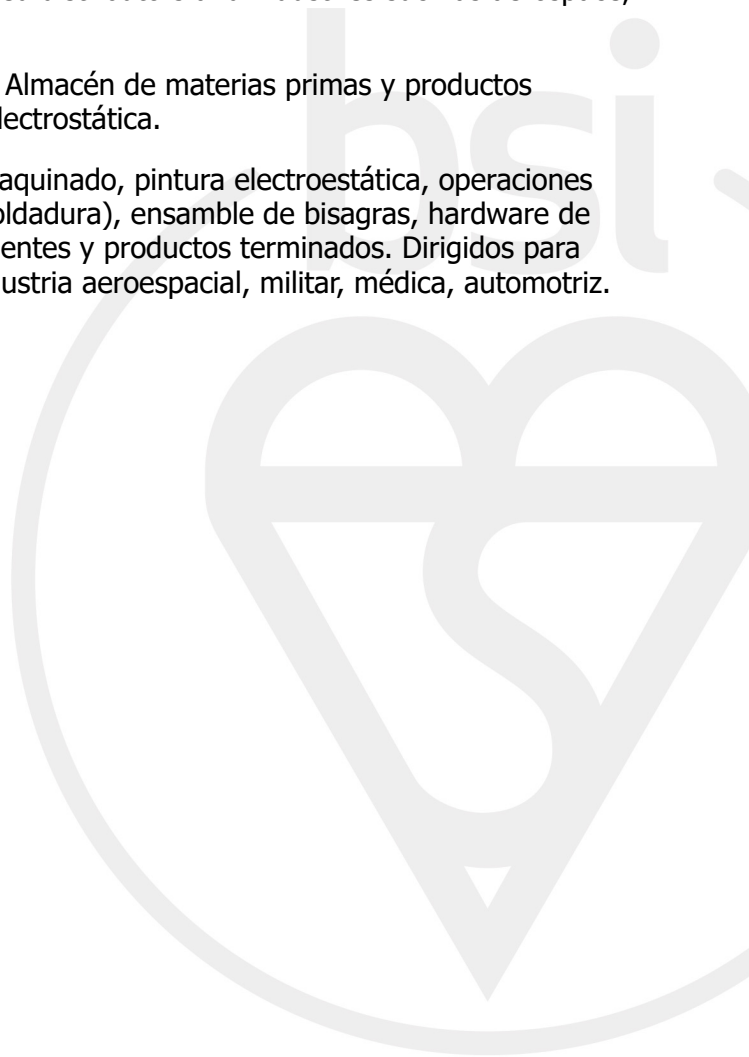 Almacén de materias primas y productos
lectrostática.
aquinado, pintura electroestática, operaciones
oldadura), ensamble de bisagras, hardware de
entes y productos terminados. Dirigidos para
ustria aeroespacial, militar, médica, automotriz.
bsi